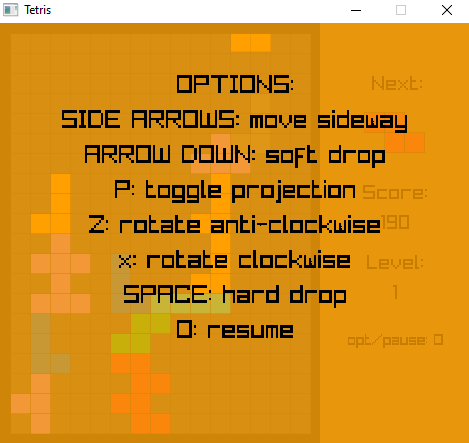 Tetris
OPTIONS:
SIDE ARROWS: move sideway
ARROW DOWN: soft drop
P: toggle projection
Z: rotate anti-clockwise
x: rotate clockwise
SPACE: hard drop
O: resume
Next:
Score:
190
Level:
1
opt/pause: O